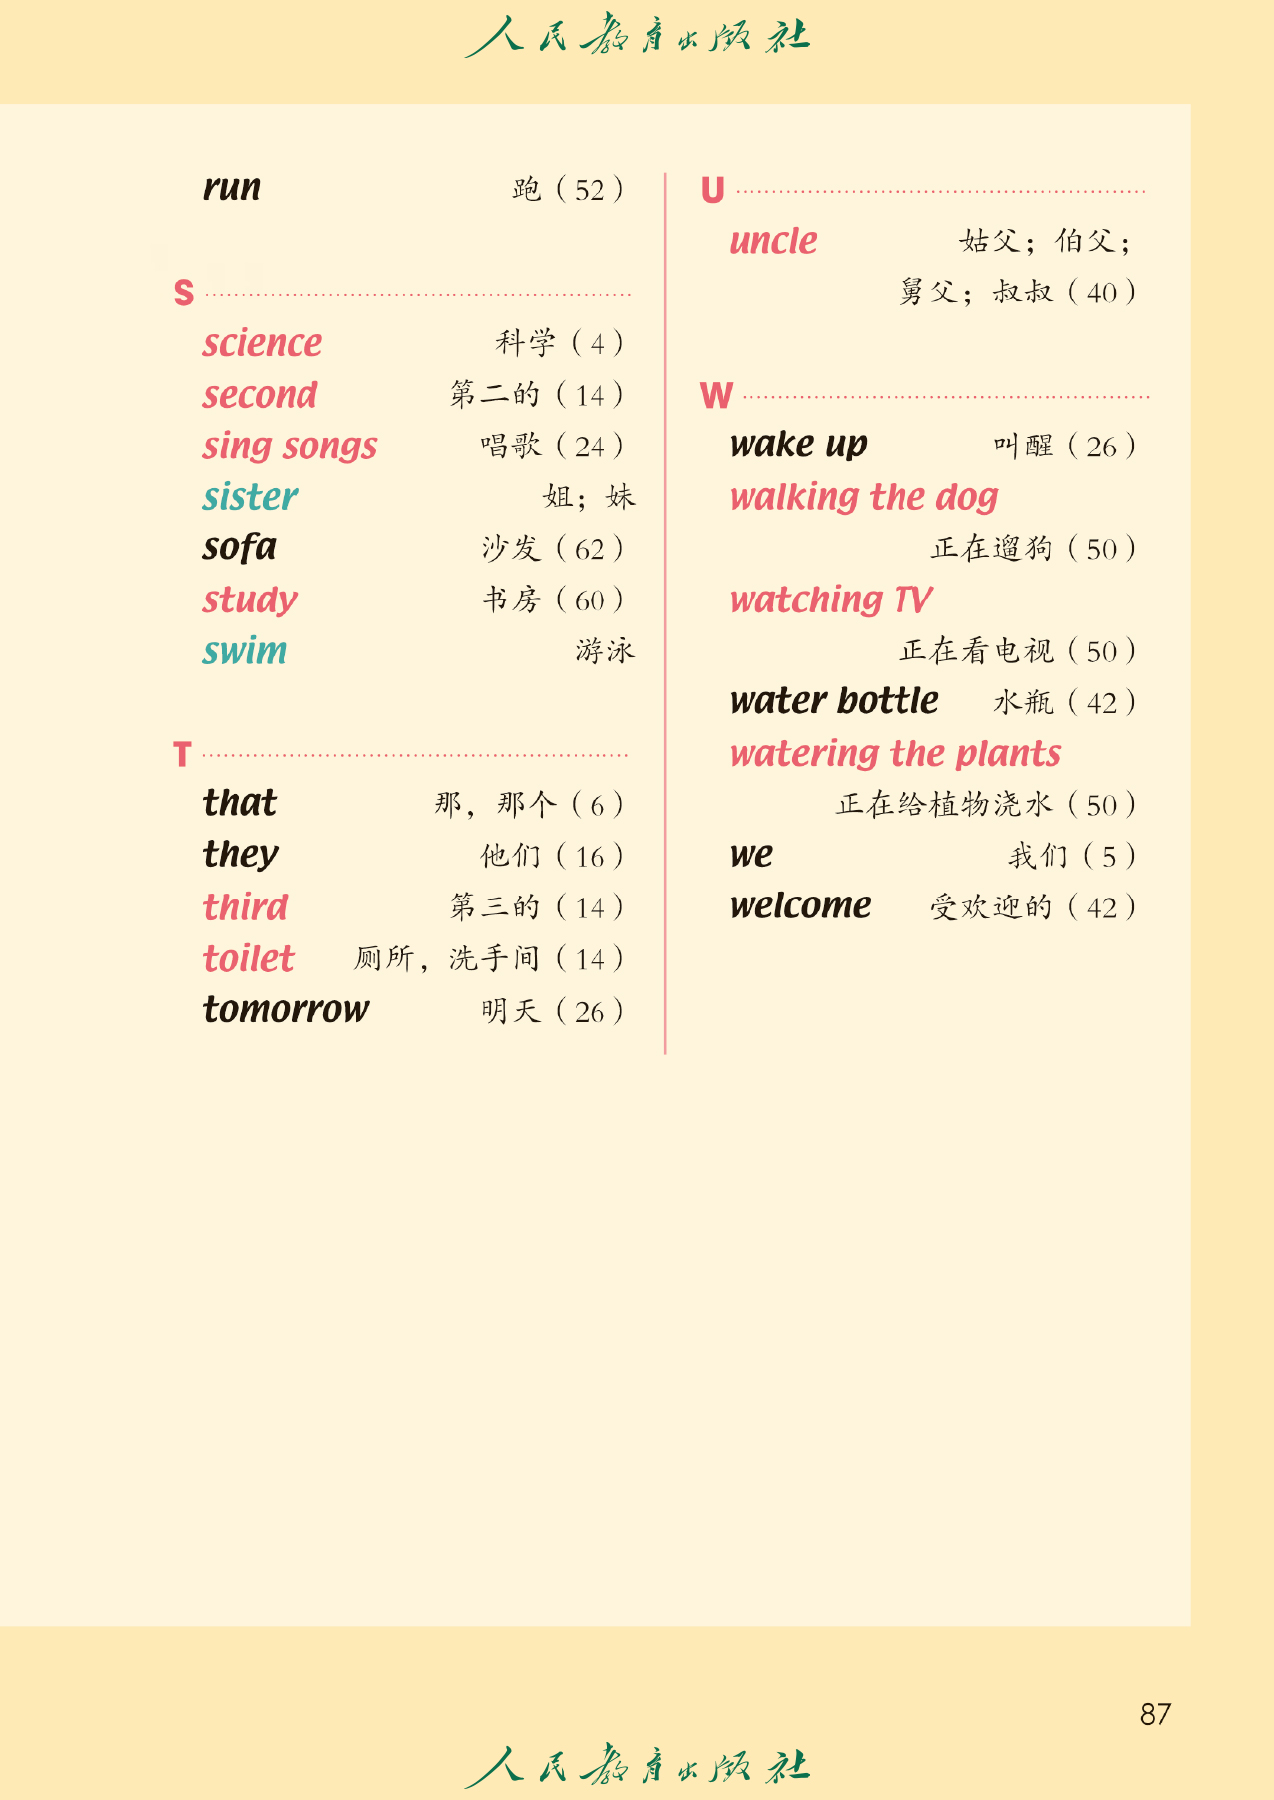 人民教育出版社
run 跑（52）
S
science 科学（4）
second 第二的（14）
sing songs 唱歌（24）
sister 姐；妹
sofa 沙发（62）
study 书房（60）
swim 游泳
T
that 那，那个（6）
they 他们（16）
third 第三的（14）
toilet 厕所，洗手间（14）
tomorrow 明天（26）
U
uncle 姑父；伯父；
舅父；叔叔（40）
W
wake up 叫醒（26）
walking the dog
正在遛狗（50）
watching TV
正在看电视（50）
water bottle 水瓶（42）
watering the plants
正在给植物浇水（50）
we 我们（5）
welcome 受欢迎的（42）
87
人民教育出版社